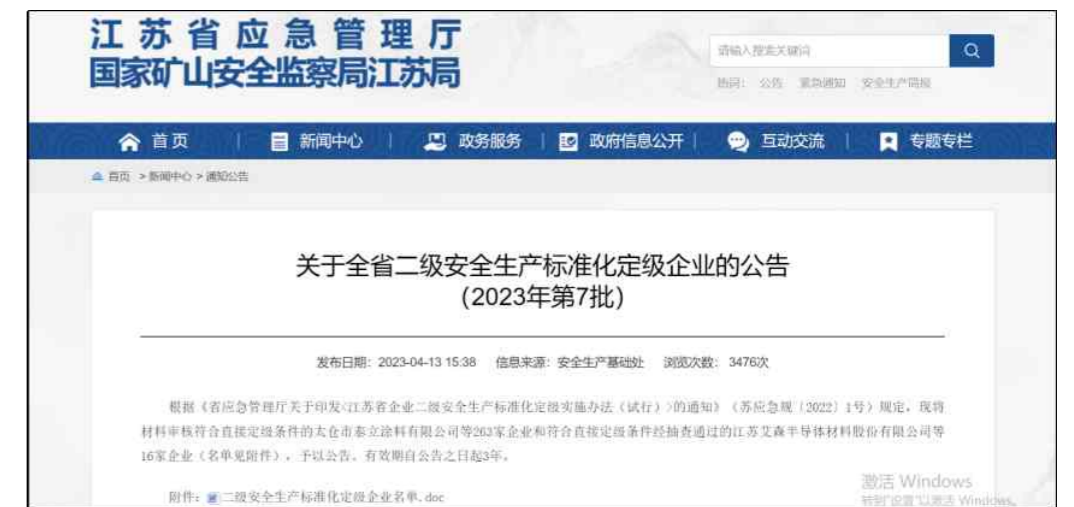 江苏省应急管理厅
国家矿山安全监察局江苏局
请输入搜索关键词
热词： 公告 紧急通知 安全生产简报
首页 新闻中心 政务服务 政府信息公开 互动交流 专题专栏
首页 >新闻中心 > 通知公告
关于全省二级安全生产标准化定级企业的公告
（2023年第7批）
发布日期：2023-04-13 15:38 信息来源：安全生产基础处 浏览次数：3476次
根据《省应急管理厅关于印发<江苏省企业二级安全生产标准化定级实施办法（试行）>的通知》（苏应急规〔2022〕1号）规定，现将
材料审核符合直接定级条件的太仓市泰立涂料有限公司等263家企业和符合直接定级条件经抽查通过的江苏艾森半导体材料股份有限公司等
16家企业（名单见附件），予以公告。有效期自公告之日起3年。
激活 Windows
转到"设置"以激活 Windows。
附件： 二级安全生产标准化定级企业名单.doc